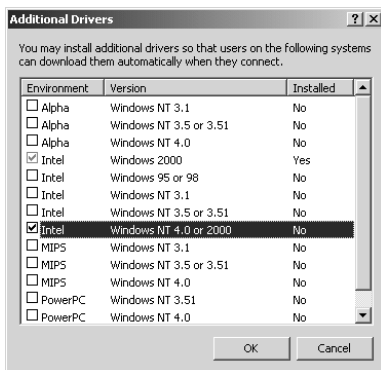 Additional Drivers
You may install additional drivers so that users on the following systems
can download them automatically when they connect.
Environment Version Installed
Alpha Windows NT 3.1 No
Alpha Windows NT 3.5 or 3.51 No
Alpha Windows NT 4.0 No
Intel Windows 2000 Yes
Intel Windows 95 or 98 No
Intel Windows NT 3.1 No
Intel Windows NT 3.5 or 3.51 No
Intel Windows NT 4.0 or 2000 No
MIPS Windows NT 3.1 No
MIPS Windows NT 3.5 or 3.51 No
MIPS Windows NT 4.0 No
PowerPC Windows NT 3.51 No
PowerPC Windows NT 4.0 No
OK Cancel